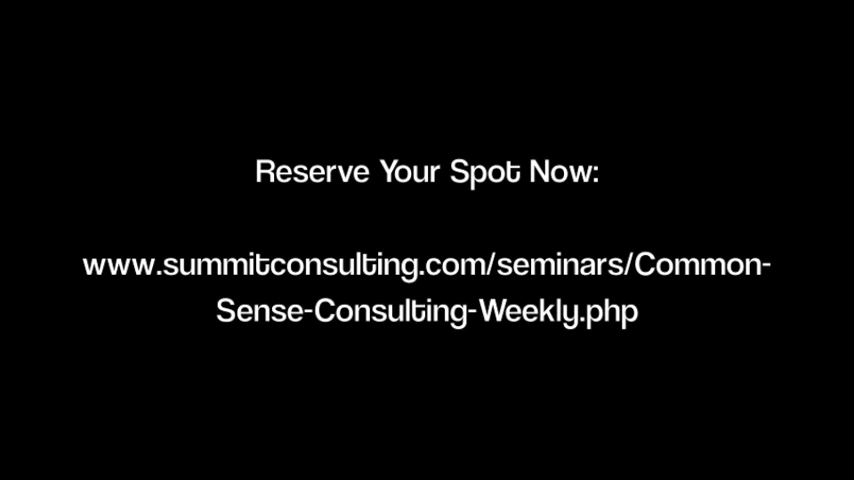 Reserve Your Spot Now:
www.summitconsulting.com/seminars/Common-
Sense-Consulting-Weekly.php